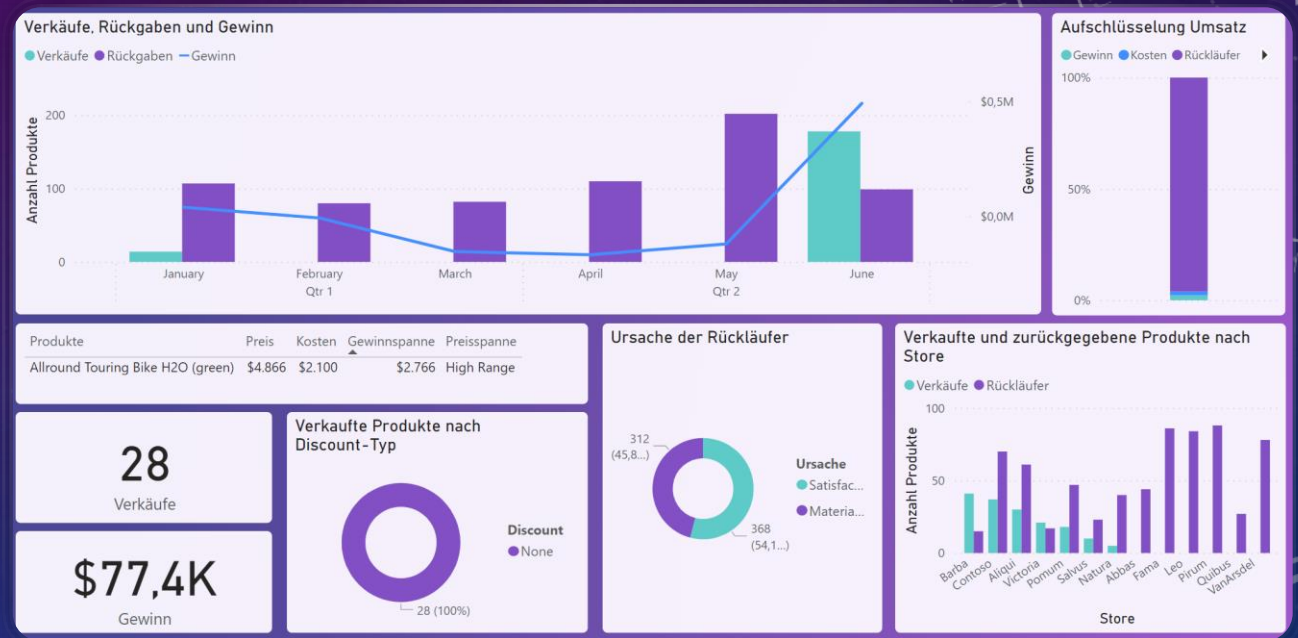 Verkäufe, Rückgaben und Gewinn
Verkäufe Rückgaben Gewinn
Anzahl Produkte
200
100
0
$0,5M
$0,0M
Gewinn
January February March April May June
Qtr 1 Qtr 2
Aufschlüsselung Umsatz
Gewinn Kosten Rückläufer
100%
50%
0%
Produkte Preis Kosten Gewinnspanne Preisspanne
Allround Touring Bike H2O (green) $4.866 $2.100 $2.766 High Range
28
Verkäufe
$77,4K
Gewinn
Verkaufte Produkte nach
Discount-Typ
Discount
None
28 (100%)
Ursache der Rückläufer
312
(45,8...)
Ursache
Satisfac...
Materia...
368
(54,1...)
Verkaufte und zurückgegebene Produkte nach
Store
Verkäufe Rückläufer
Anzahl Produkte
100
50
0
Barba Contoso Aliqui Victoria Pomum Salvus Natura Abbas Fama Leo Pirum Quibus VanArsdel
Store